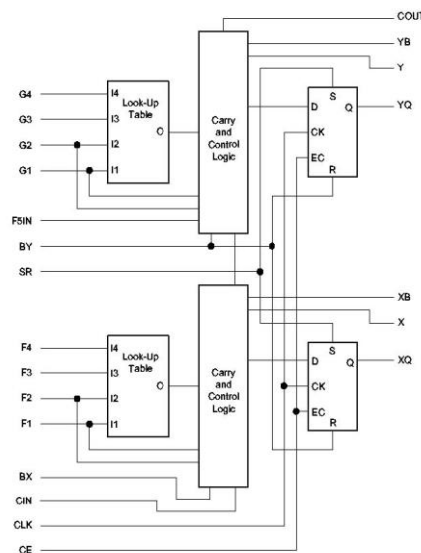 COUT
YB
Y
G4
G3
G2
G1
I4
I3
I2
I1
Look-Up
Table
O
Carry
and
Control
Logic
S
D
Q
CK
EC
R
YQ
F5IN
BY
SR
XB
X
F4
F3
F2
F1
I4
I3
I2
I1
Look-Up
Table
O
Carry
and
Control
Logic
S
D
Q
CK
EC
R
XQ
BX
CIN
CLK
CE